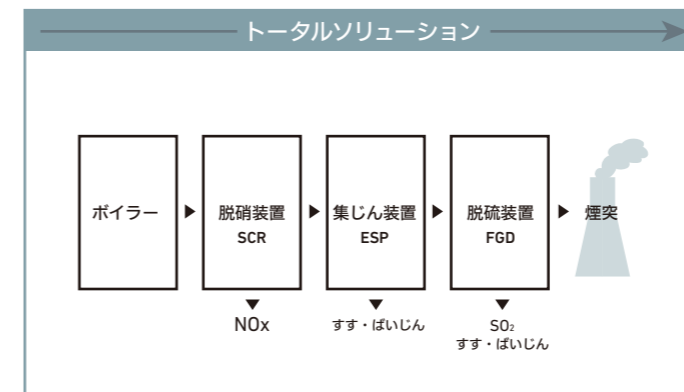 トータルソリューション
ボイラー
脱硝装置
SCR
集じん装置
ESP
脱硫装置
FGD
煙突
NOx
すす・ばいじん
SO₂
すす・ばいじん